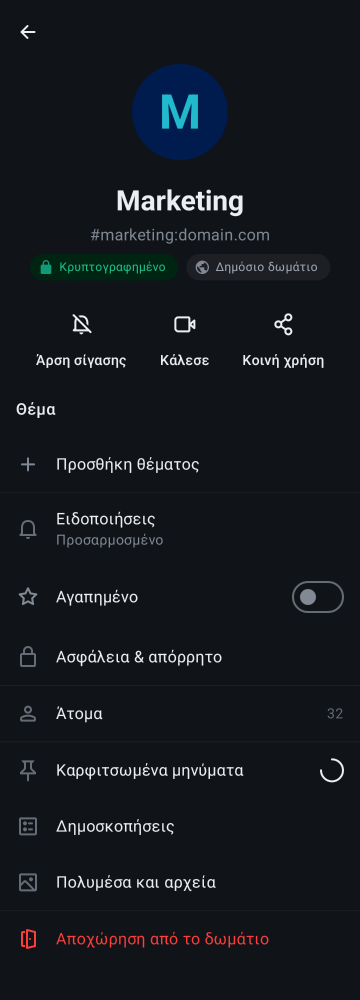 M
Marketing
#marketing:domain.com
Κρυπτογραφημένο
Δημόσιο δωμάτιο
Άρση σίγασης
Κάλεσε
Κοινή χρήση
Θέμα
Προσθήκη θέματος
Ειδοποιήσεις
Προσαρμοσμένο
Αγαπημένο
Ασφάλεια & απόρρητο
Άτομα
32
Καρφιτσωμένα μηνύματα
Δημοσκοπήσεις
Πολυμέσα και αρχεία
Αποχώρηση από το δωμάτιο